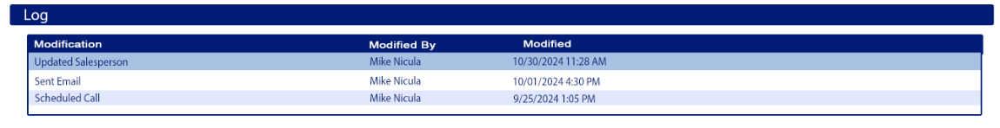 Log
Modification Modified By Modified
Updated Salesperson Mike Nicula 10/30/2024 11:28 AM
Sent Email Mike Nicula 10/01/2024 4:30 PM
Scheduled Call Mike Nicula 9/25/2024 1:05 PM